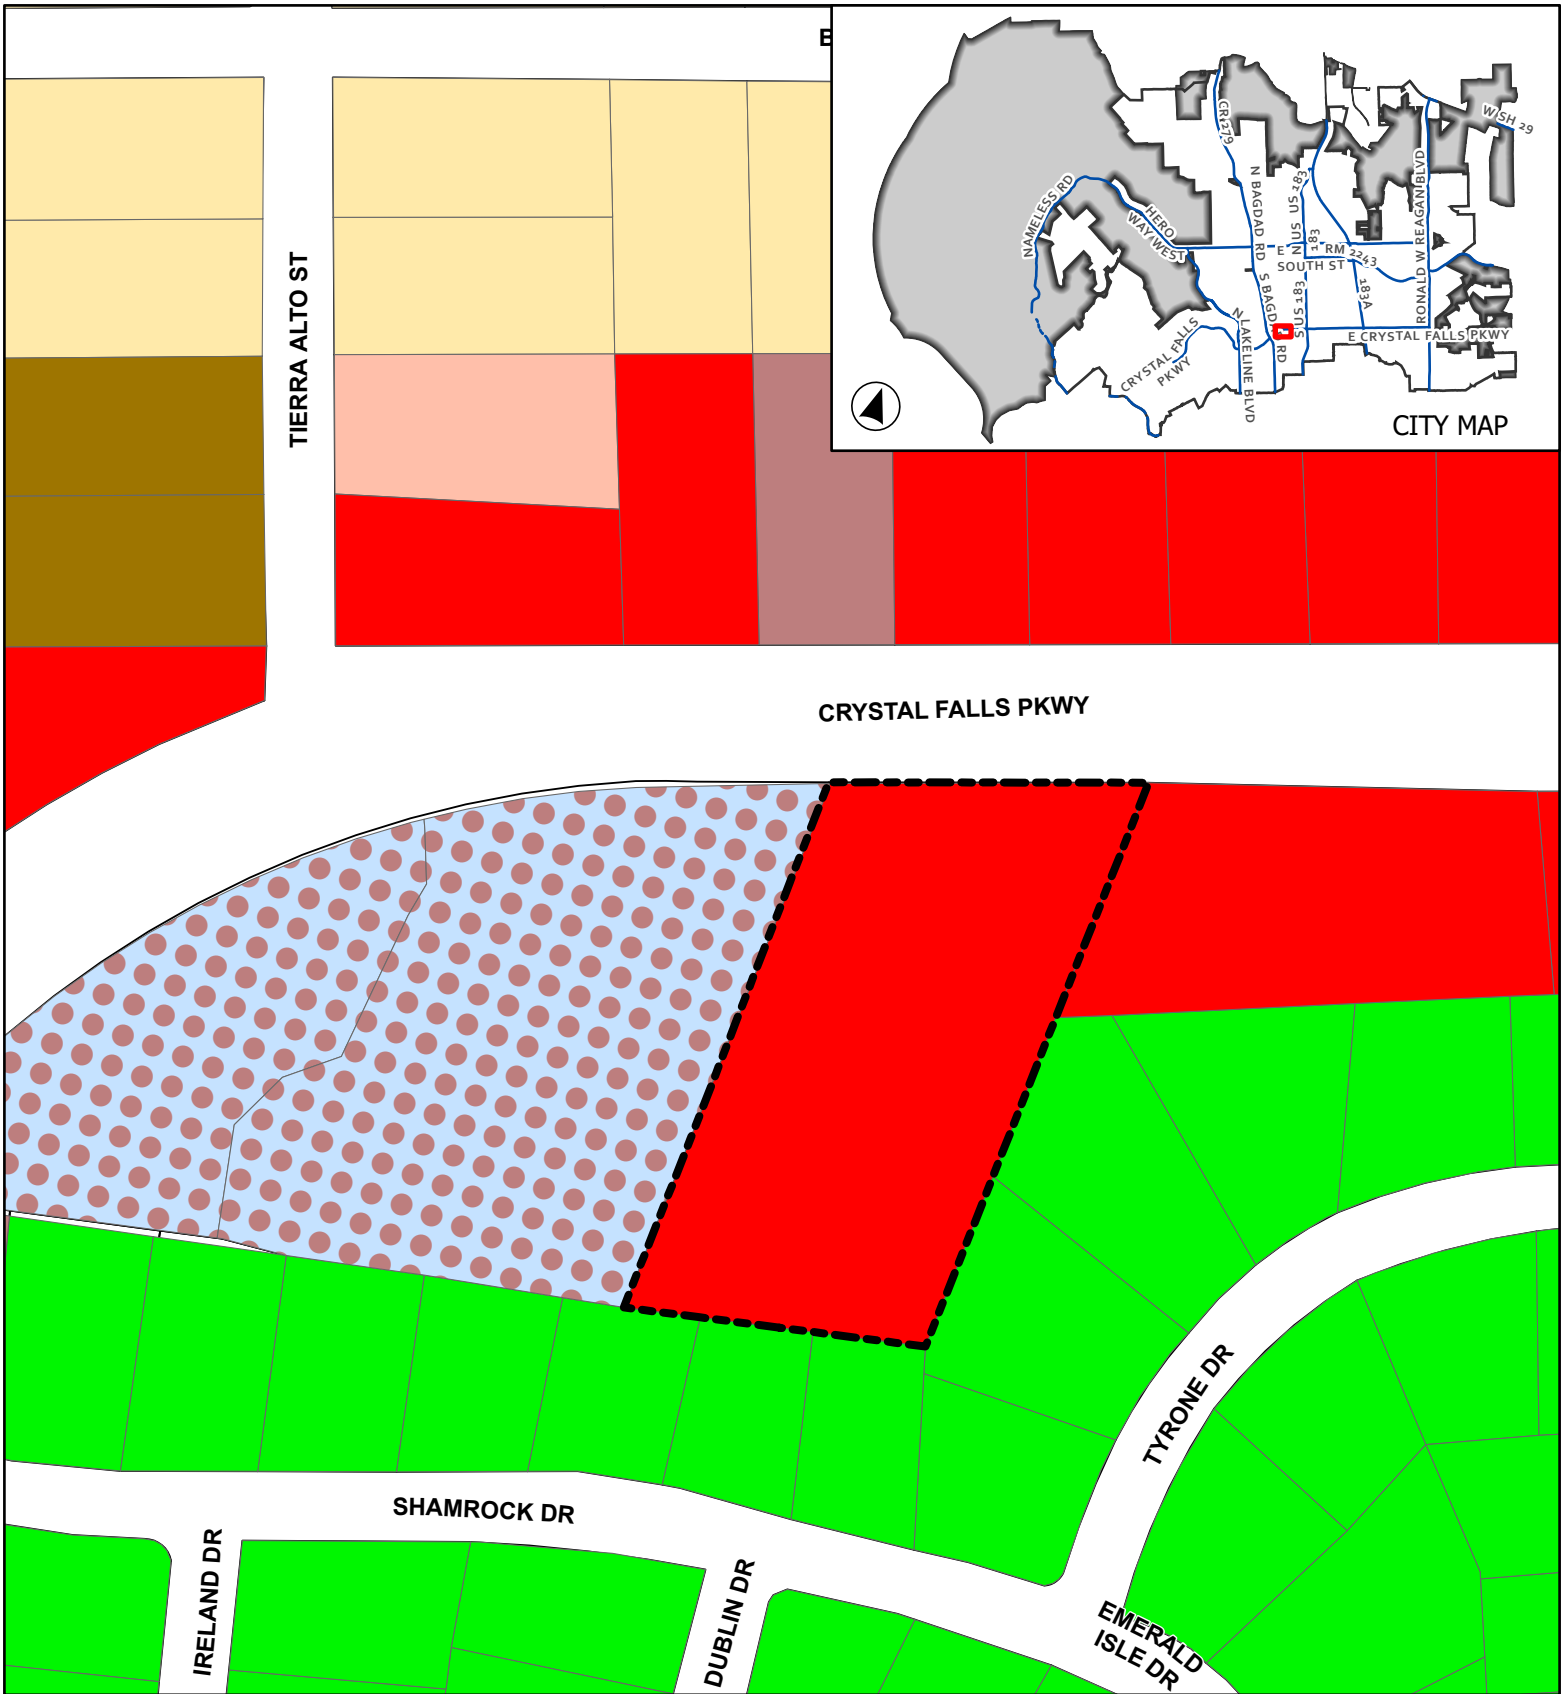 E
TIERRA ALTO ST
CR 279
W SH 29
N BAGDAD RD
N US 183
183
RONALD W REAGAN BLVD
NAMELESS RD
HERO
WAY WEST
E
RM 2243
SOUTH ST
183A
S US 183
RD
N LAKELINE BLVD
CRYSTAL FALLS
PKWY
E CRYSTAL FALLS PKWY
CITY MAP
CRYSTAL FALLS PKWY
TYRONE DR
SHAMROCK DR
IRELAND DR
DUBLIN DR
EMERALD
ISLE DR